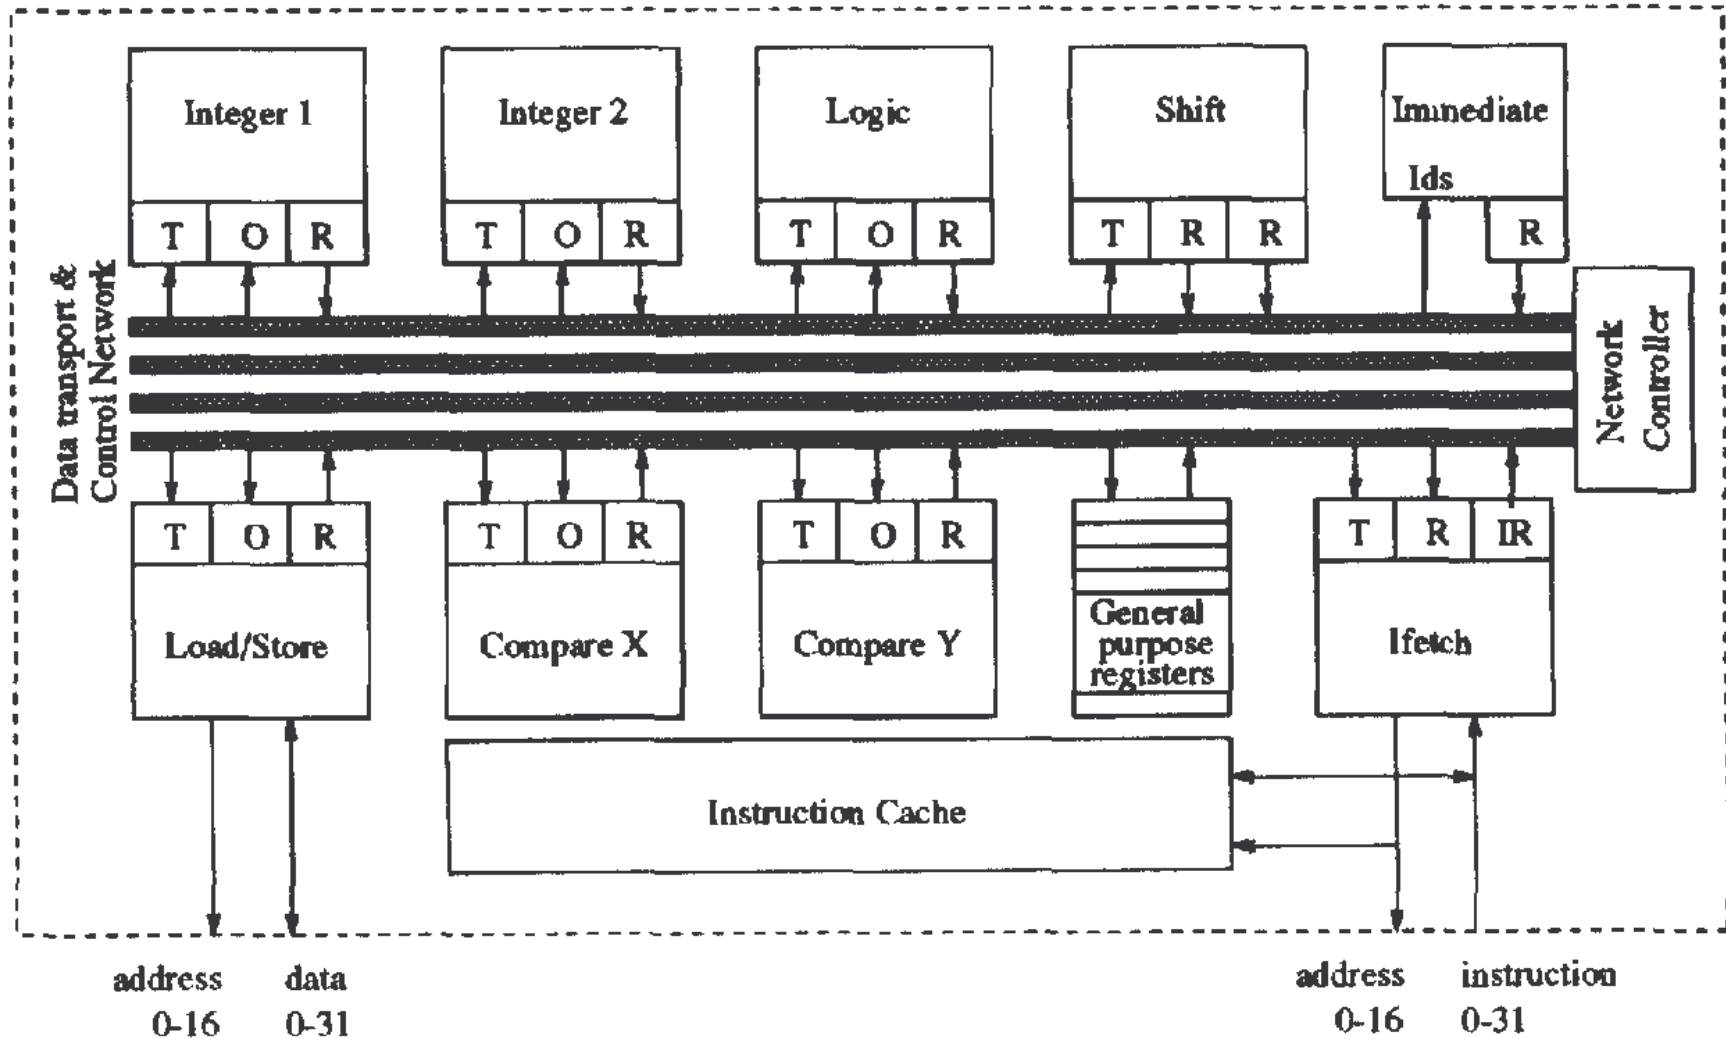 Integer 1
Integer 2
Logic
Shift
Immediate
Ids
T O R
T O R
T O R
T R R
R
Data transport &
Control Network
Network
Controller
T O R
T O R
T O R
T R IR
Load/Store
Compare X
Compare Y
General
purpose
registers
Ifetch
Instruction Cache
address
0-16
data
0-31
address
0-16
instruction
0-31